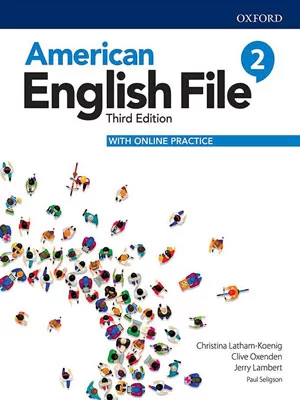 OXFORD
American
English File 2
Third Edition
WITH ONLINE PRACTICE
Christina Latham-Koenig
Clive Oxenden
Jerry Lambert
Paul Seligson